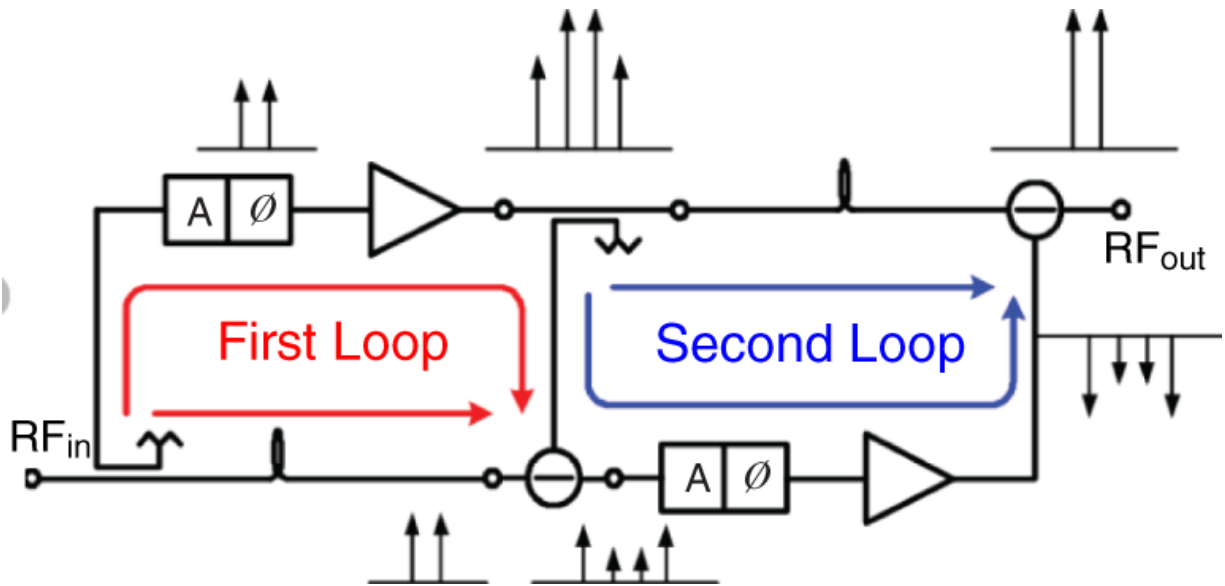 A Ø
RFout
First Loop
Second Loop
RFin
A Ø